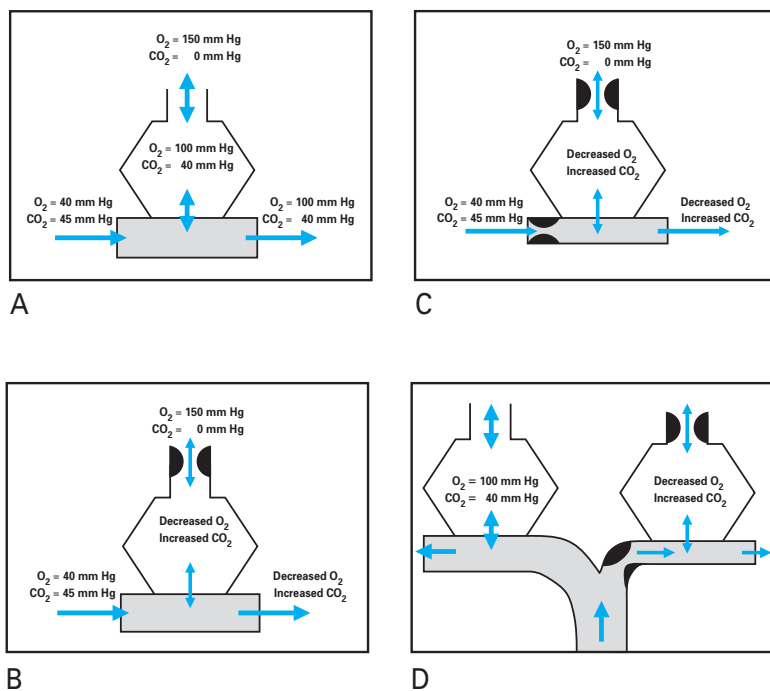 O₂ = 150 mm Hg
CO₂ = 0 mm Hg
O₂ = 100 mm Hg
CO₂ = 40 mm Hg
O₂ = 40 mm Hg
CO₂ = 45 mm Hg
O₂ = 100 mm Hg
CO₂ = 40 mm Hg
A
O₂ = 150 mm Hg
CO₂ = 0 mm Hg
Decreased O₂
Increased CO₂
O₂ = 40 mm Hg
CO₂ = 45 mm Hg
Decreased O₂
Increased CO₂
C
O₂ = 150 mm Hg
CO₂ = 0 mm Hg
Decreased O₂
Increased CO₂
O₂ = 40 mm Hg
CO₂ = 45 mm Hg
Decreased O₂
Increased CO₂
B
O₂ = 100 mm Hg
CO₂ = 40 mm Hg
Decreased O₂
Increased CO₂
D